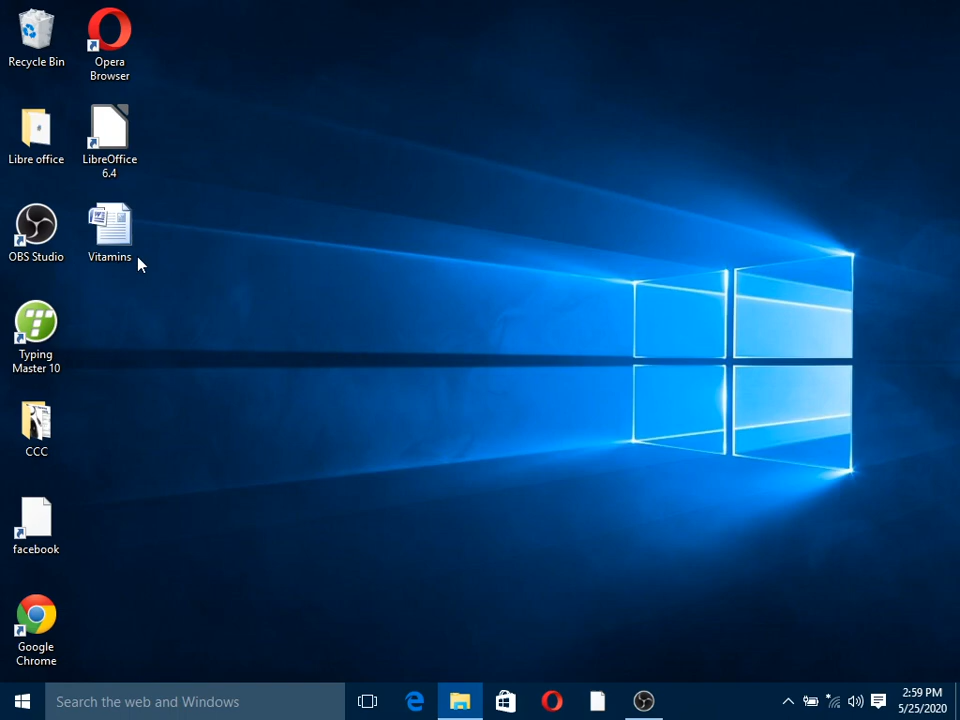 Recycle Bin
Opera
Browser
Libre office
LibreOffice
6.4
OBS Studio
Vitamins
Typing
Master 10
CCC
facebook
Google
Chrome
Search the web and Windows
2:59 PM
5/25/2020